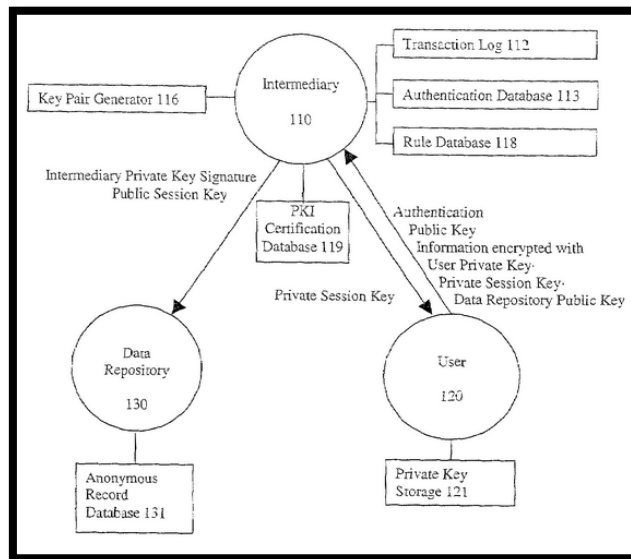 Transaction Log 112
Intermediary
110
Key Pair Generator 116
Authentication Database 113
Rule Database 118
Intermediary Private Key Signature
Public Session Key
PKI
Certification
Database 119
Authentication
Public Key
Information encrypted with
User Private Key·
Private Session Key·
Data Repository Public Key
Private Session Key
Data
Repository
130
User
120
Anonymous
Record
Database 131
Private Key
Storage 121